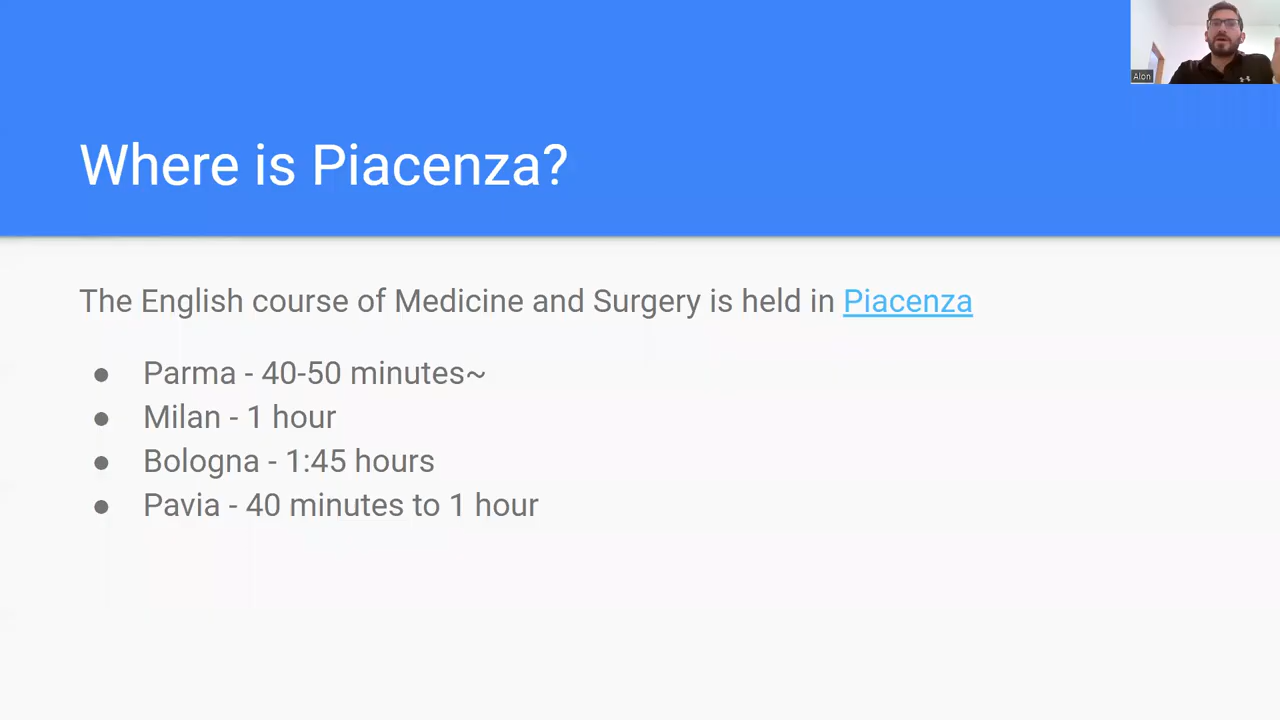 Alon
Where is Piacenza?
The English course of Medicine and Surgery is held in Piacenza
● Parma - 40-50 minutes~
● Milan - 1 hour
● Bologna - 1:45 hours
● Pavia - 40 minutes to 1 hour